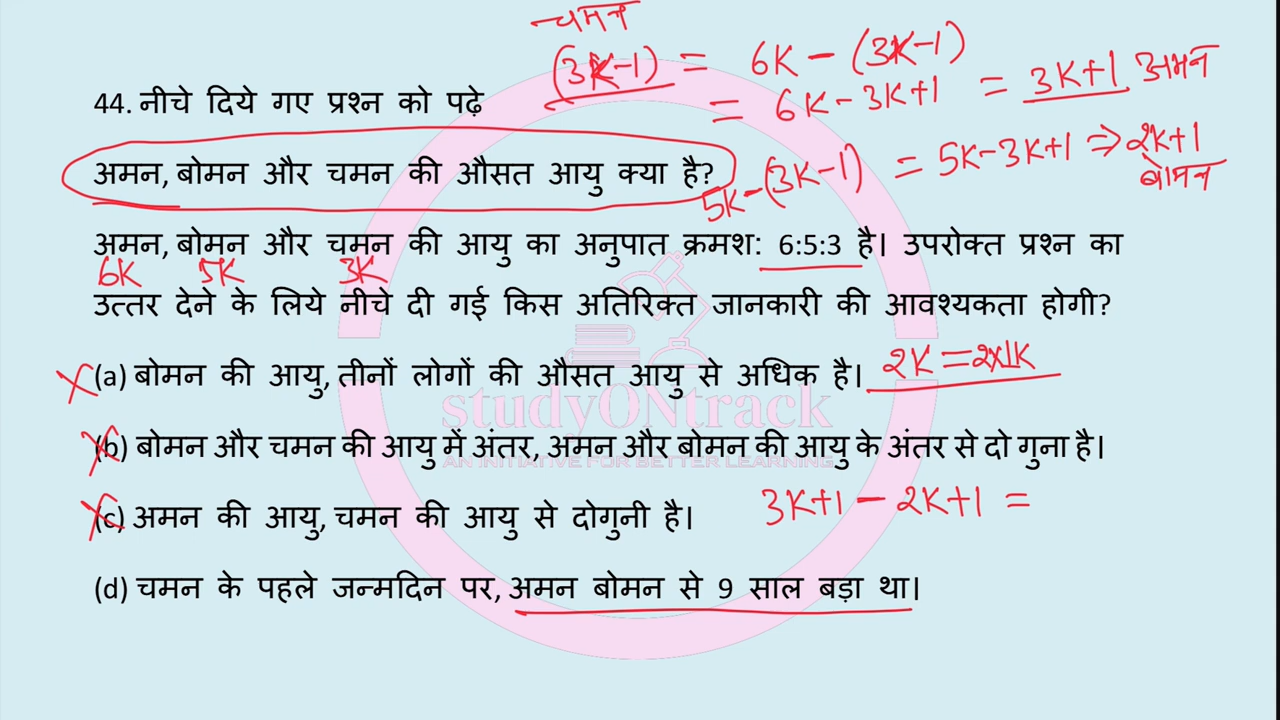 चमन
(3K-1) = 6K - (3K-1)
= 6K - 3K+1 = 3K+1 अमन
44. नीचे दिये गए प्रश्न को पढ़े
5K-(3K-1) = 5K-3K+1 ⇒ 2K+1
बोमन
अमन, बोमन और चमन की औसत आयु क्या है?
अमन, बोमन और चमन की आयु का अनुपात क्रमश: 6:5:3 है। उपरोक्त प्रश्न का
6K 5K 3K
उत्तर देने के लिये नीचे दी गई किस अतिरिक्त जानकारी की आवश्यकता होगी?
(a) बोमन की आयु, तीनों लोगों की औसत आयु से अधिक है। 2K = 2x1K
studyONtrack
(b) बोमन और चमन की आयु में अंतर, अमन और बोमन की आयु के अंतर से दो गुना है।
AN INITIATIVE FOR BETTER LEARNING
(c) अमन की आयु, चमन की आयु से दोगुनी है। 3K+1 - 2K+1 =
(d) चमन के पहले जन्मदिन पर, अमन बोमन से 9 साल बड़ा था।